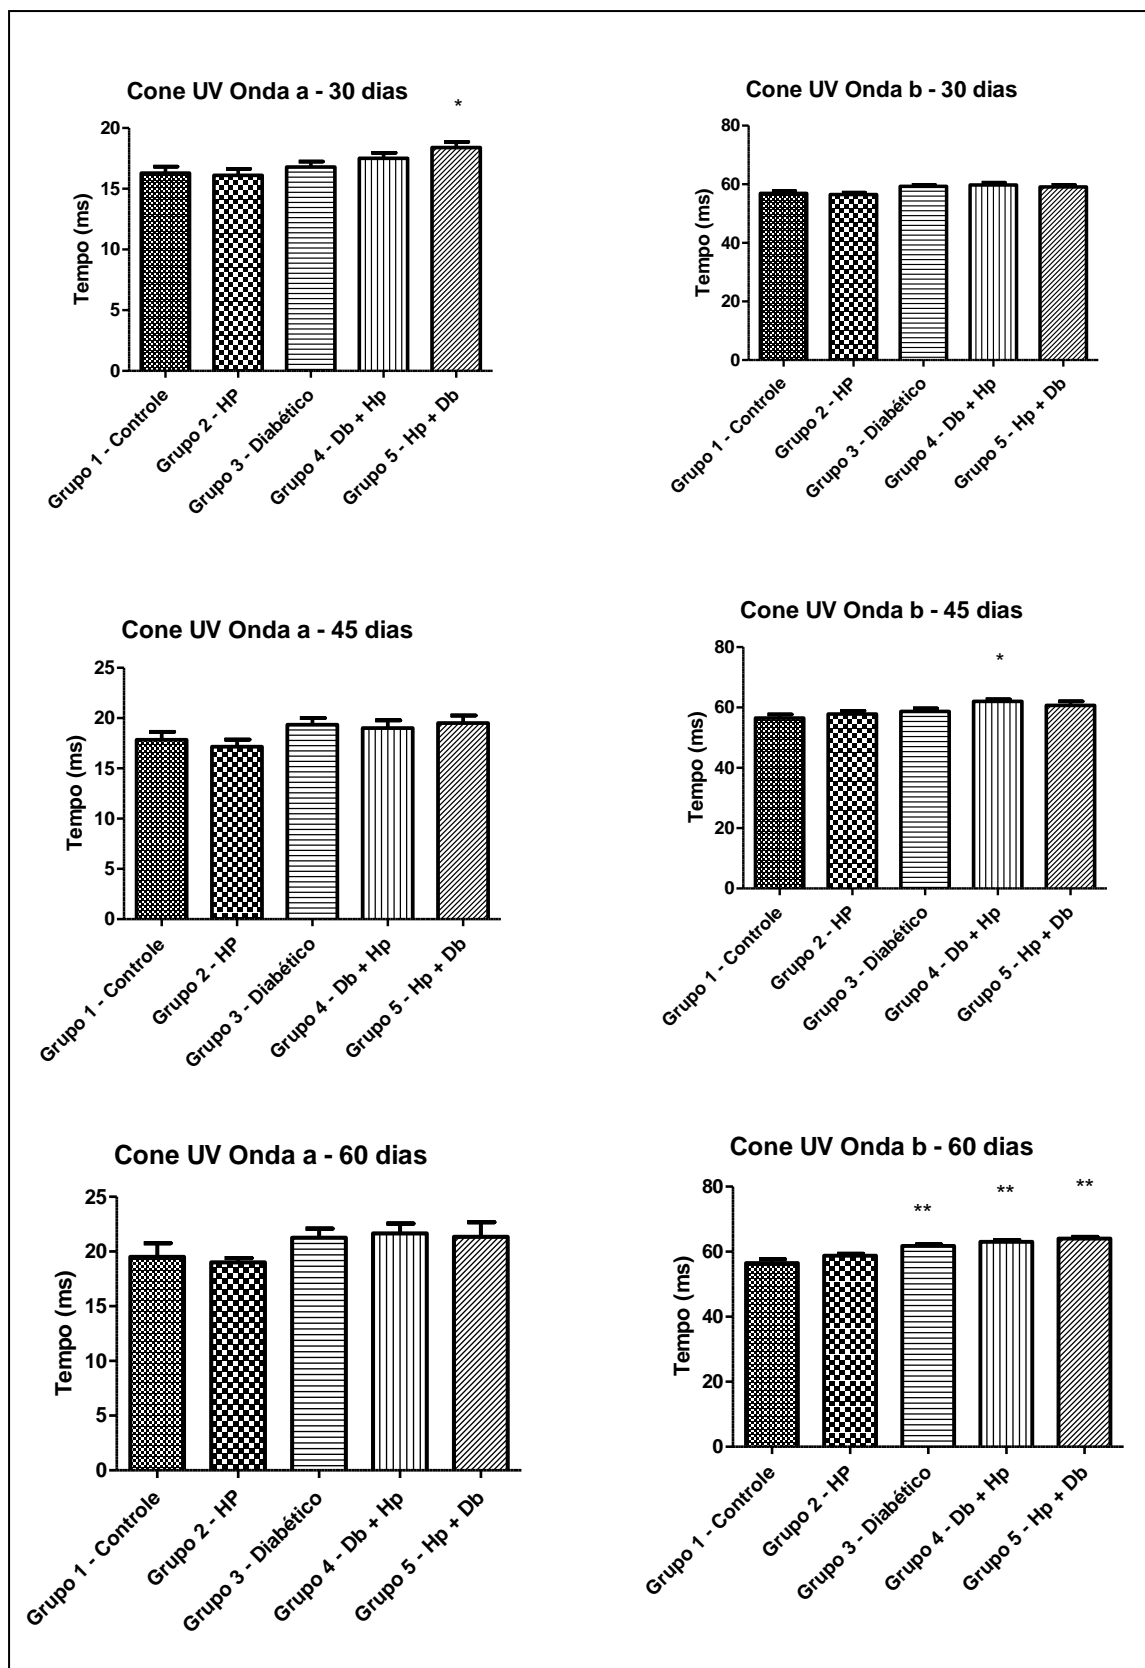 Cone UV Onda a - 30 dias
*
20
15
10
5
0
Tempo (ms)
Grupo 1 - Controle
Grupo 2 - HP
Grupo 3 - Diabético
Grupo 4 - Db + Hp
Grupo 5 - Hp + Db
Cone UV Onda b - 30 dias
80
60
40
20
0
Tempo (ms)
Grupo 1 - Controle
Grupo 2 - HP
Grupo 3 - Diabético
Grupo 4 - Db + Hp
Grupo 5 - Hp + Db
Cone UV Onda a - 45 dias
25
20
15
10
5
0
Tempo (ms)
Grupo 1 - Controle
Grupo 2 - HP
Grupo 3 - Diabético
Grupo 4 - Db + Hp
Grupo 5 - Hp + Db
Cone UV Onda b - 45 dias
*
80
60
40
20
0
Tempo (ms)
Grupo 1 - Controle
Grupo 2 - HP
Grupo 3 - Diabético
Grupo 4 - Db + Hp
Grupo 5 - Hp + Db
Cone UV Onda a - 60 dias
25
20
15
10
5
0
Tempo (ms)
Grupo 1 - Controle
Grupo 2 - HP
Grupo 3 - Diabético
Grupo 4 - Db + Hp
Grupo 5 - Hp + Db
Cone UV Onda b - 60 dias
** ** **
80
60
40
20
0
Tempo (ms)
Grupo 1 - Controle
Grupo 2 - HP
Grupo 3 - Diabético
Grupo 4 - Db + Hp
Grupo 5 - Hp + Db